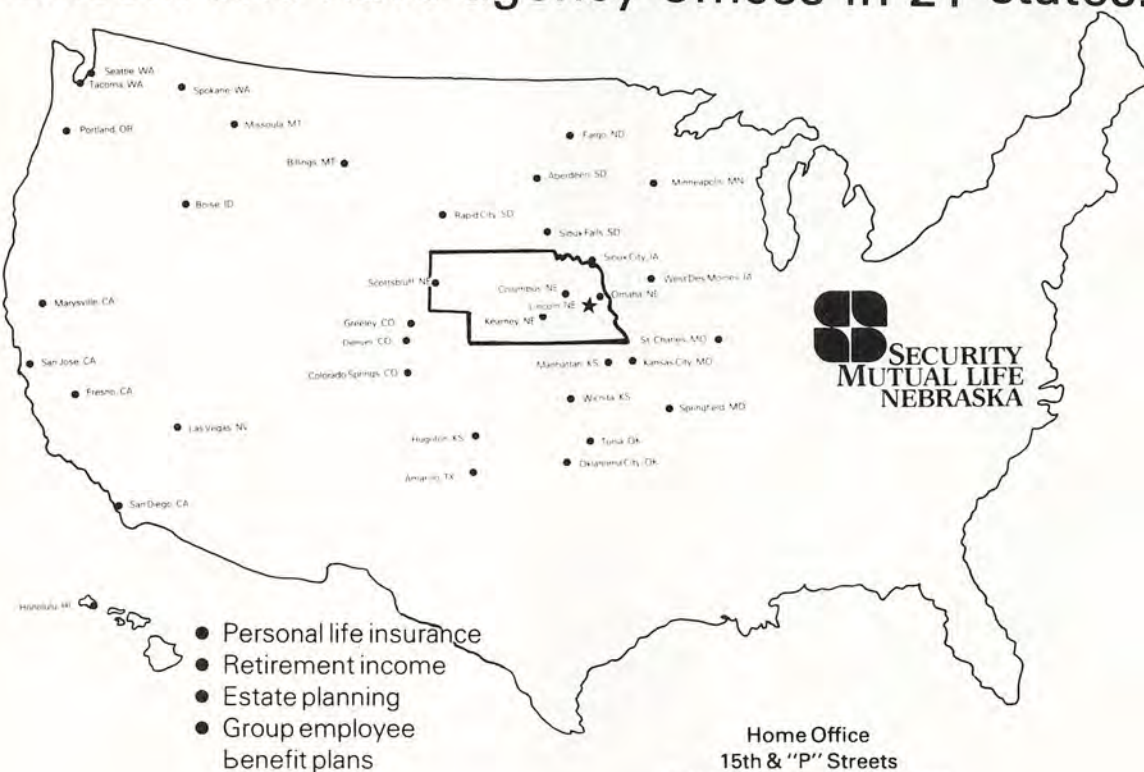 agency offices in 21 states.
Seattle, WA
Tacoma, WA
Spokane, WA
Portland, OR
Missoula, MT
Fargo, ND
Billings, MT
Aberdeen, SD
Minneapolis, MN
Boise, ID
Rapid City, SD
Sioux Falls, SD
Sioux City, IA
Scottsbluff, NE
West Des Moines, IA
Columbus, NE
Omaha, NE
Marysville, CA
Lincoln, NE
Kearney, NE
Greeley, CO
Denver, CO
St. Charles, MO
San Jose, CA
Manhattan, KS
Kansas City, MO
Colorado Springs, CO
Fresno, CA
Wichita, KS
Springfield, MO
Las Vegas, NV
Hugoton, KS
Tulsa, OK
Oklahoma City, OK
Amarillo, TX
San Diego, CA
Honolulu, HI
SECURITY
MUTUAL LIFE
NEBRASKA
● Personal life insurance
● Retirement income
● Estate planning
● Group employee
benefit plans
Home Office
15th & "P" Streets